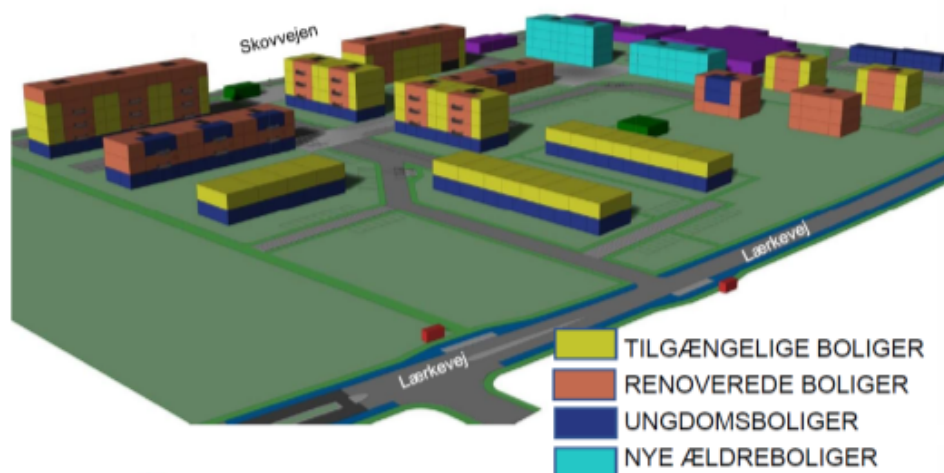 Skovvejen
Lærkevej
Lærkevej
TILGÆNGELIGE BOLIGER
RENOVEREDE BOLIGER
UNGDOMSBOLIGER
NYE ÆLDREBOLIGER